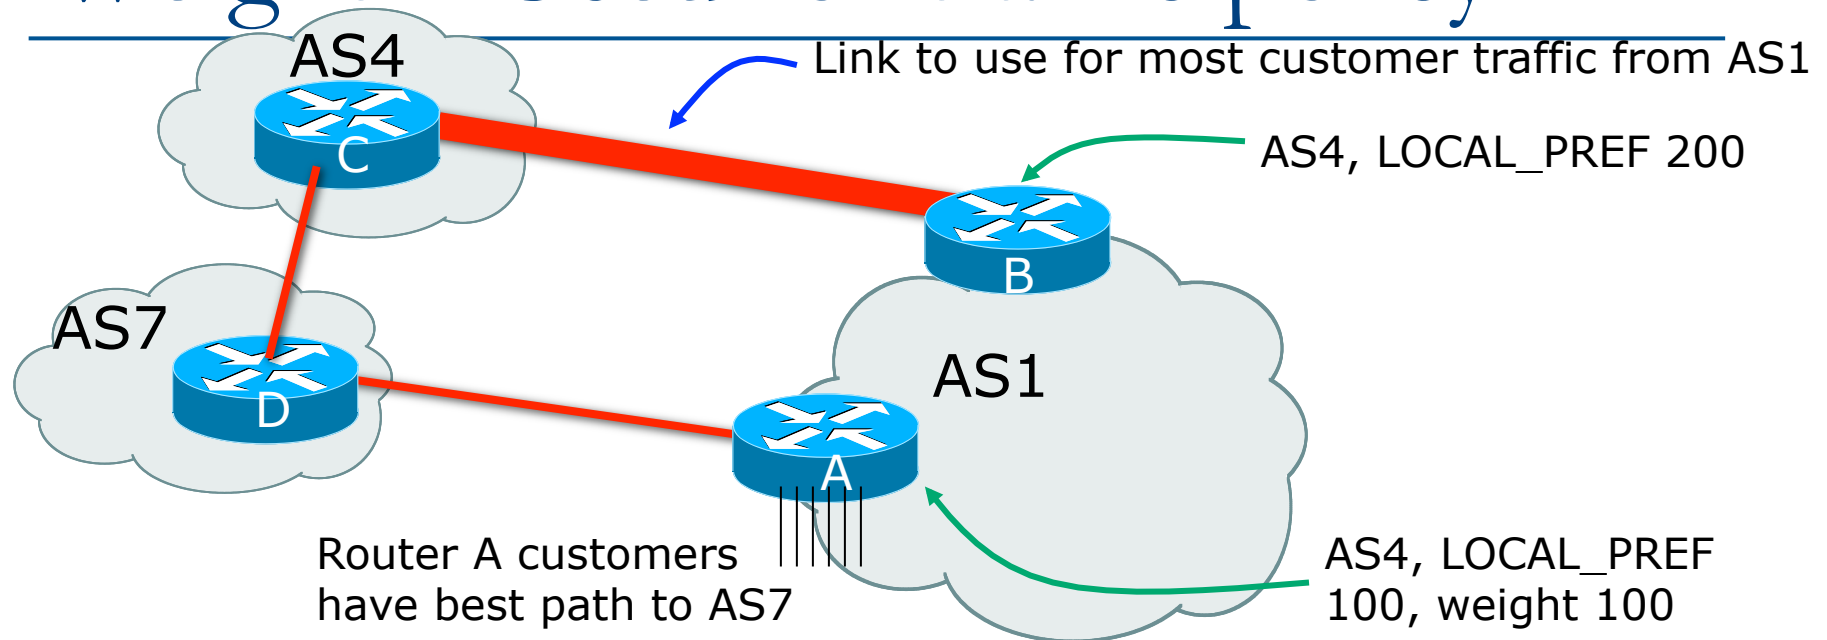 AS4
Link to use for most customer traffic from AS1
C
AS4, LOCAL_PREF 200
B
AS7
AS1
D
A
Router A customers
have best path to AS7
AS4, LOCAL_PREF
100, weight 100